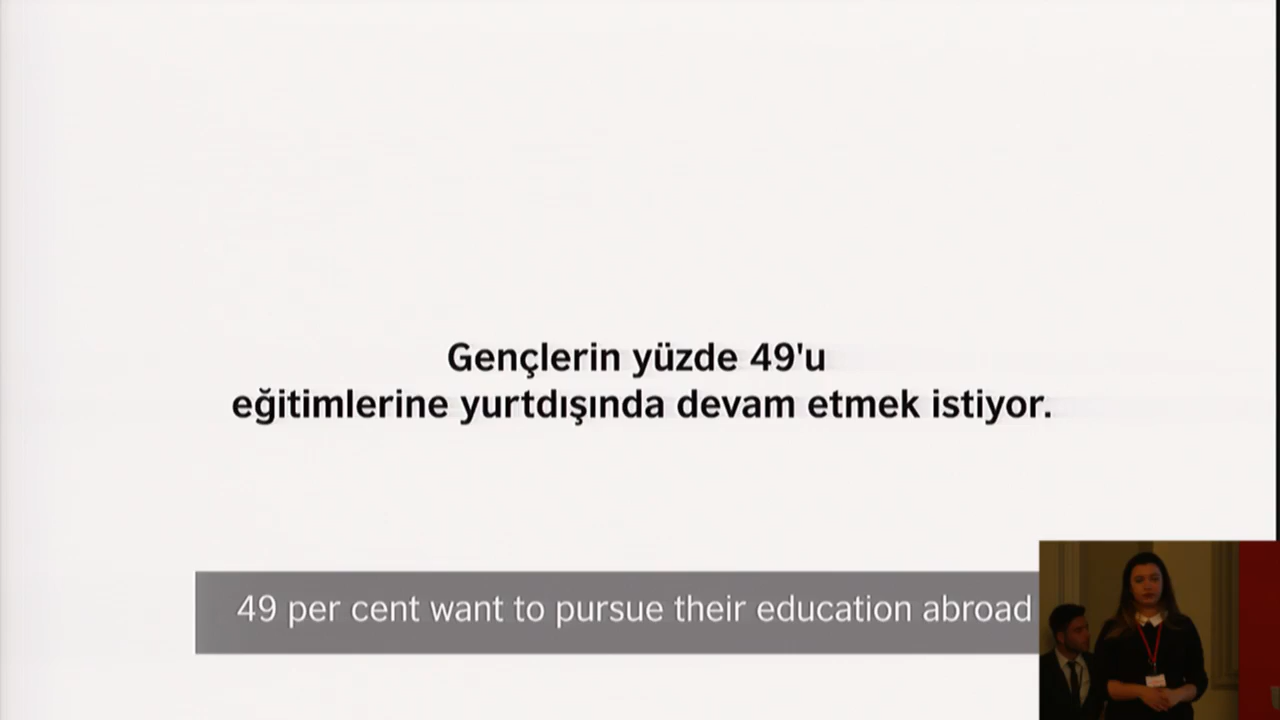 Gençlerin yüzde 49'u
eğitimlerine yurtdışında devam etmek istiyor.
49 per cent want to pursue their education abroad